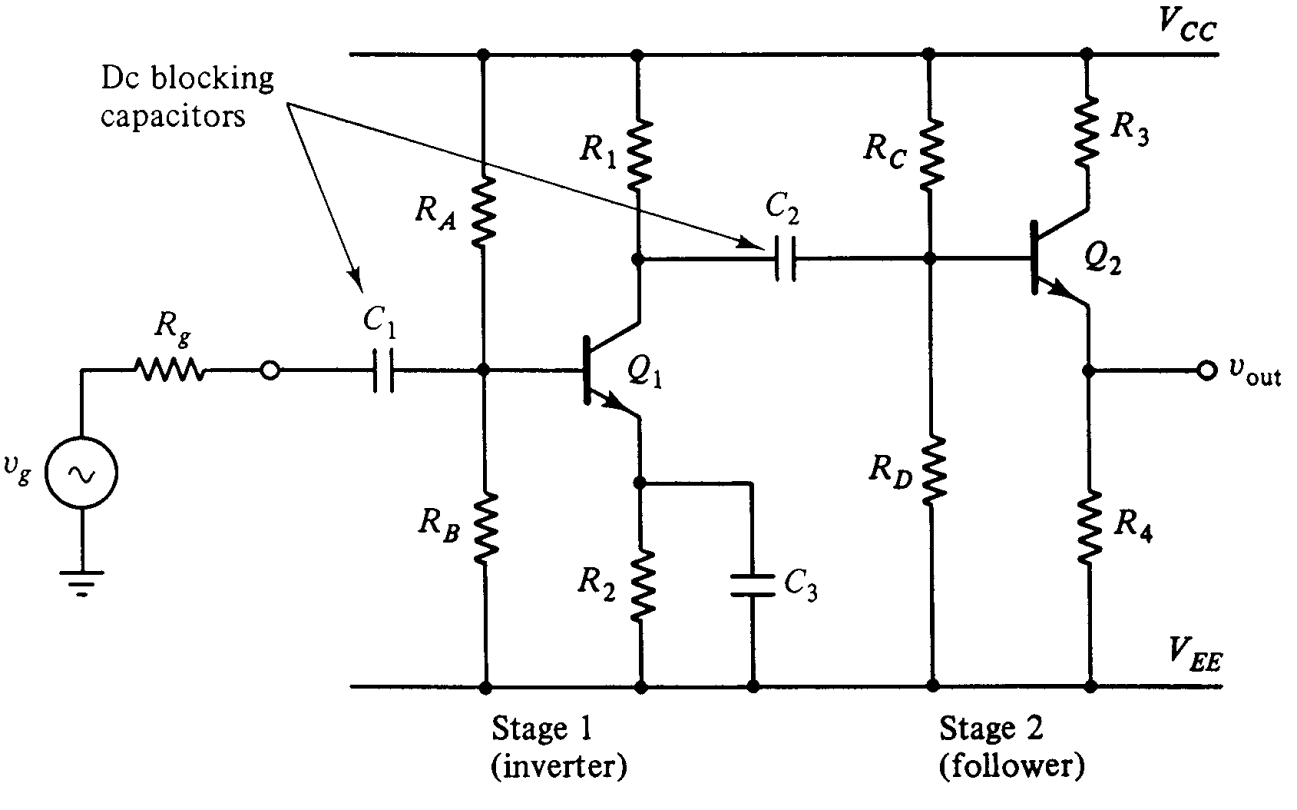 V_CC
Dc blocking
capacitors
R_1
R_C
R_3
R_A
C_2
Q_2
R_g
C_1
Q_1
v_out
v_g
R_B
R_D
R_2
C_3
R_4
V_EE
Stage 1
(inverter)
Stage 2
(follower)